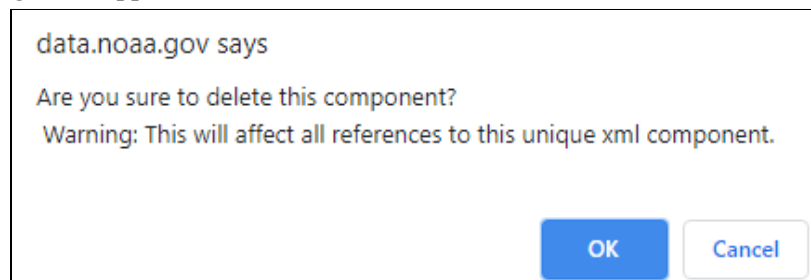 data.noaa.gov says
Are you sure to delete this component?
Warning: This will affect all references to this unique xml component.
OK Cancel